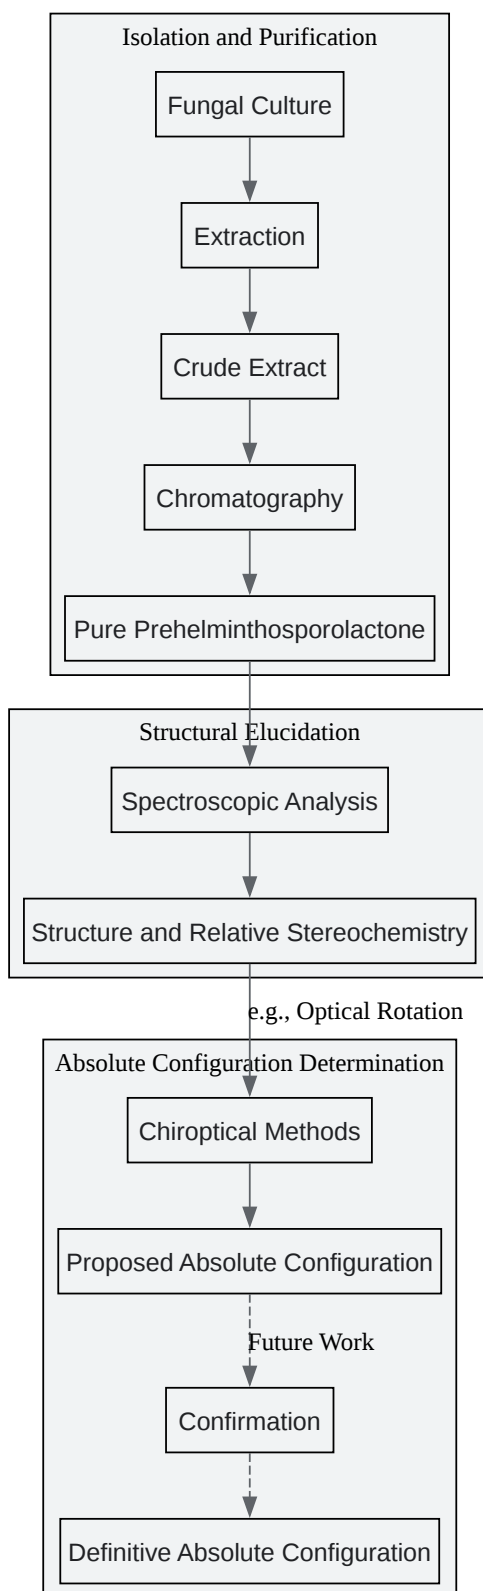 Isolation and Purification
Fungal Culture
Extraction
Crude Extract
Chromatography
Pure Prehelminthosporolactone
Structural Elucidation
Spectroscopic Analysis
Structure and Relative Stereochemistry
e.g., Optical Rotation
Absolute Configuration Determination
Chiroptical Methods
Proposed Absolute Configuration
Future Work
Confirmation
Definitive Absolute Configuration